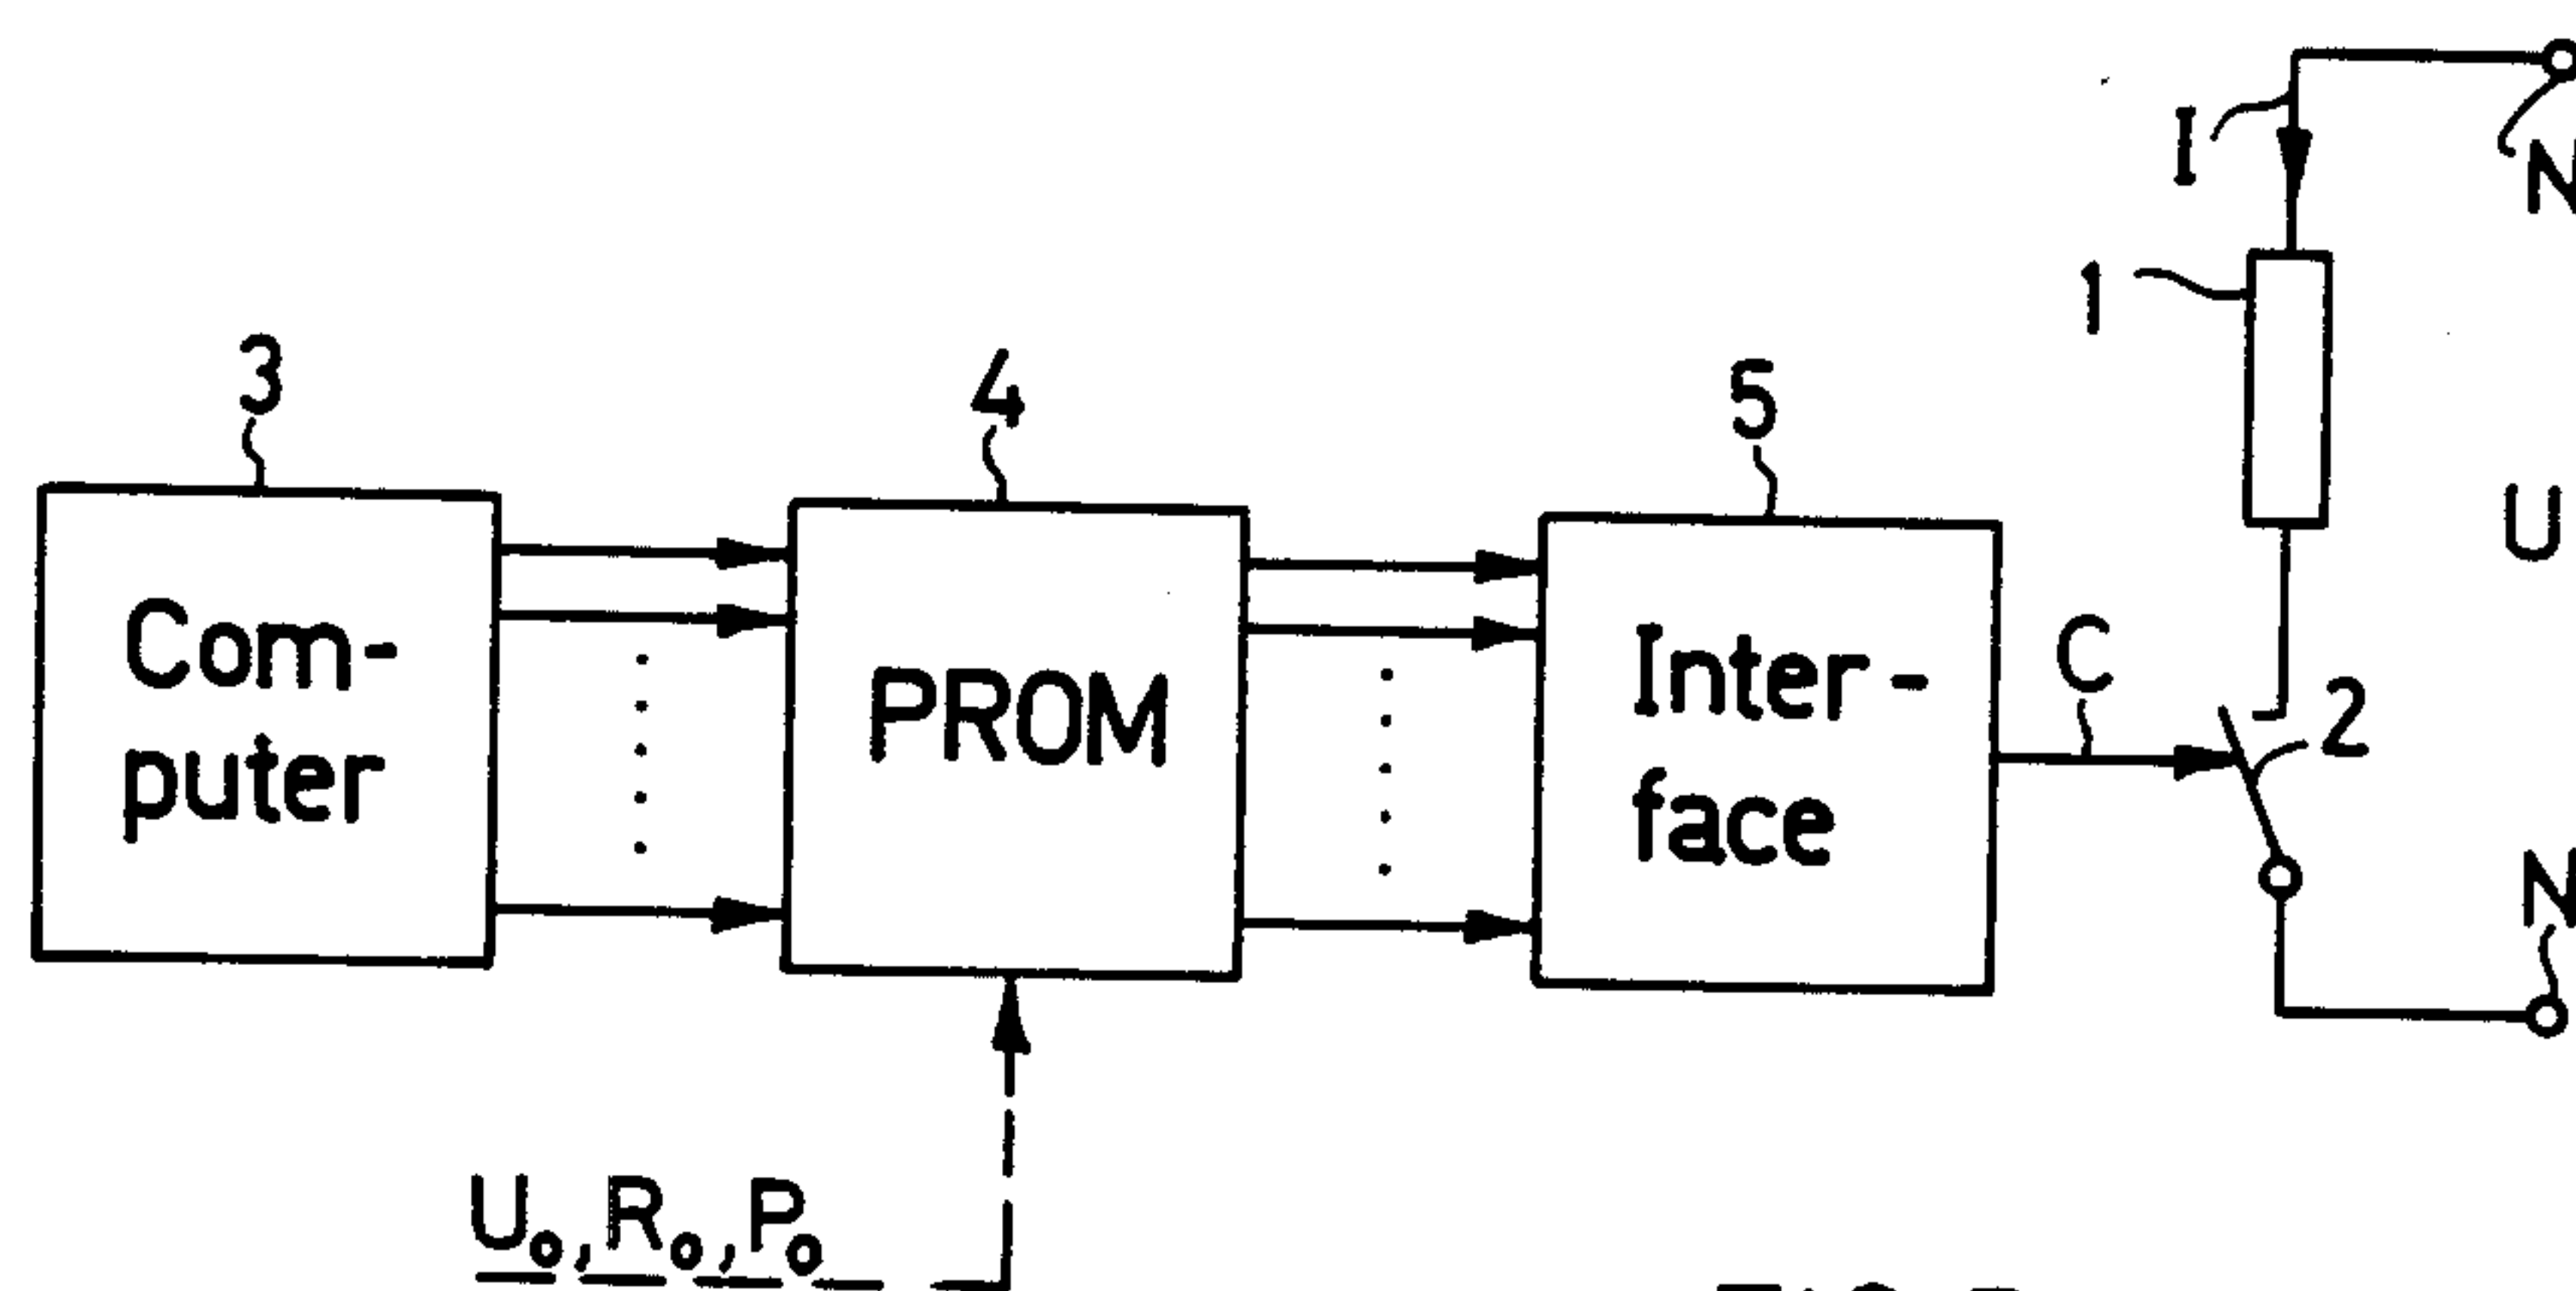 I
N
1
3
4
5
U
Com-
puter
PROM
Inter-
face
C
2
N
U₀, R₀, P₀